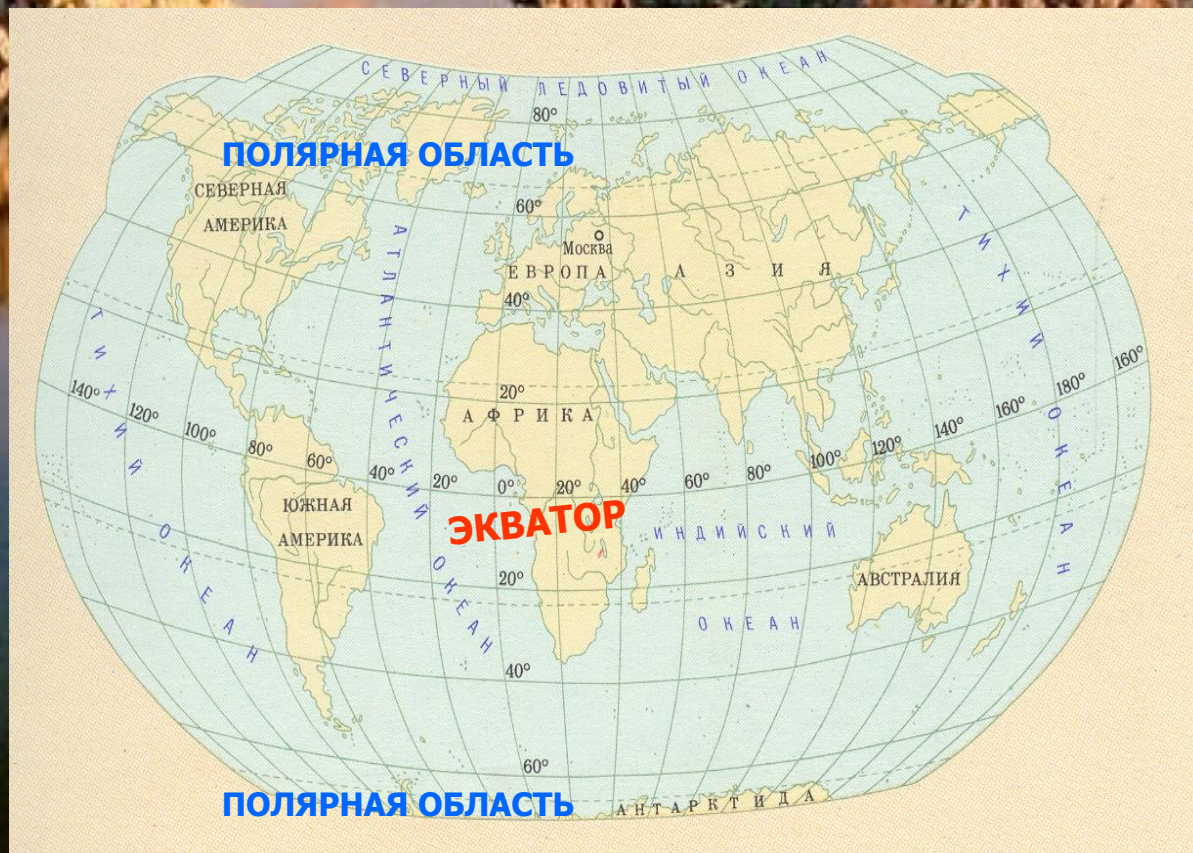 СЕВЕРНЫЙ ЛЕДОВИТЫЙ ОКЕАН
80°
ПОЛЯРНАЯ ОБЛАСТЬ
СЕВЕРНАЯ
АМЕРИКА
60°
Москва
ЕВРОПА
АЗИЯ
40°
АТЛАНТИЧЕСКИЙ ОКЕАН
ТИХИЙ ОКЕАН
ТИХИЙ ОКЕАН
20°
АФРИКА
140° 120° 100° 80° 60° 40° 20° 0° 20° 40° 60° 80° 100° 120° 140° 160° 180° 160°
ЮЖНАЯ
АМЕРИКА
ЭКВАТОР
ИНДИЙСКИЙ
ОКЕАН
20°
АВСТРАЛИЯ
40°
60°
ПОЛЯРНАЯ ОБЛАСТЬ
АНТАРКТИДА